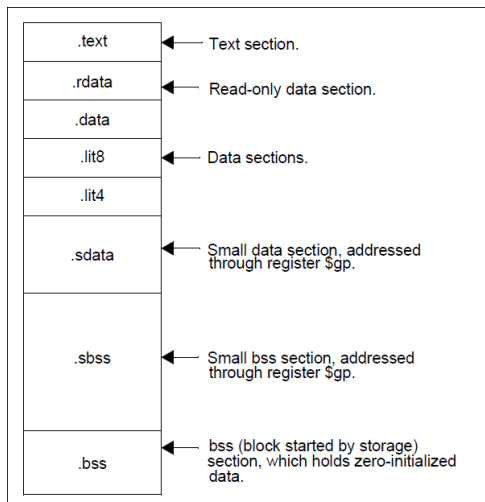 .text
Text section.
.rdata
Read-only data section.
.data
.lit8
Data sections.
.lit4
.sdata
Small data section, addressed
through register $gp.
.sbss
Small bss section, addressed
through register $gp.
.bss
bss (block started by storage)
section, which holds zero-initialized
data.